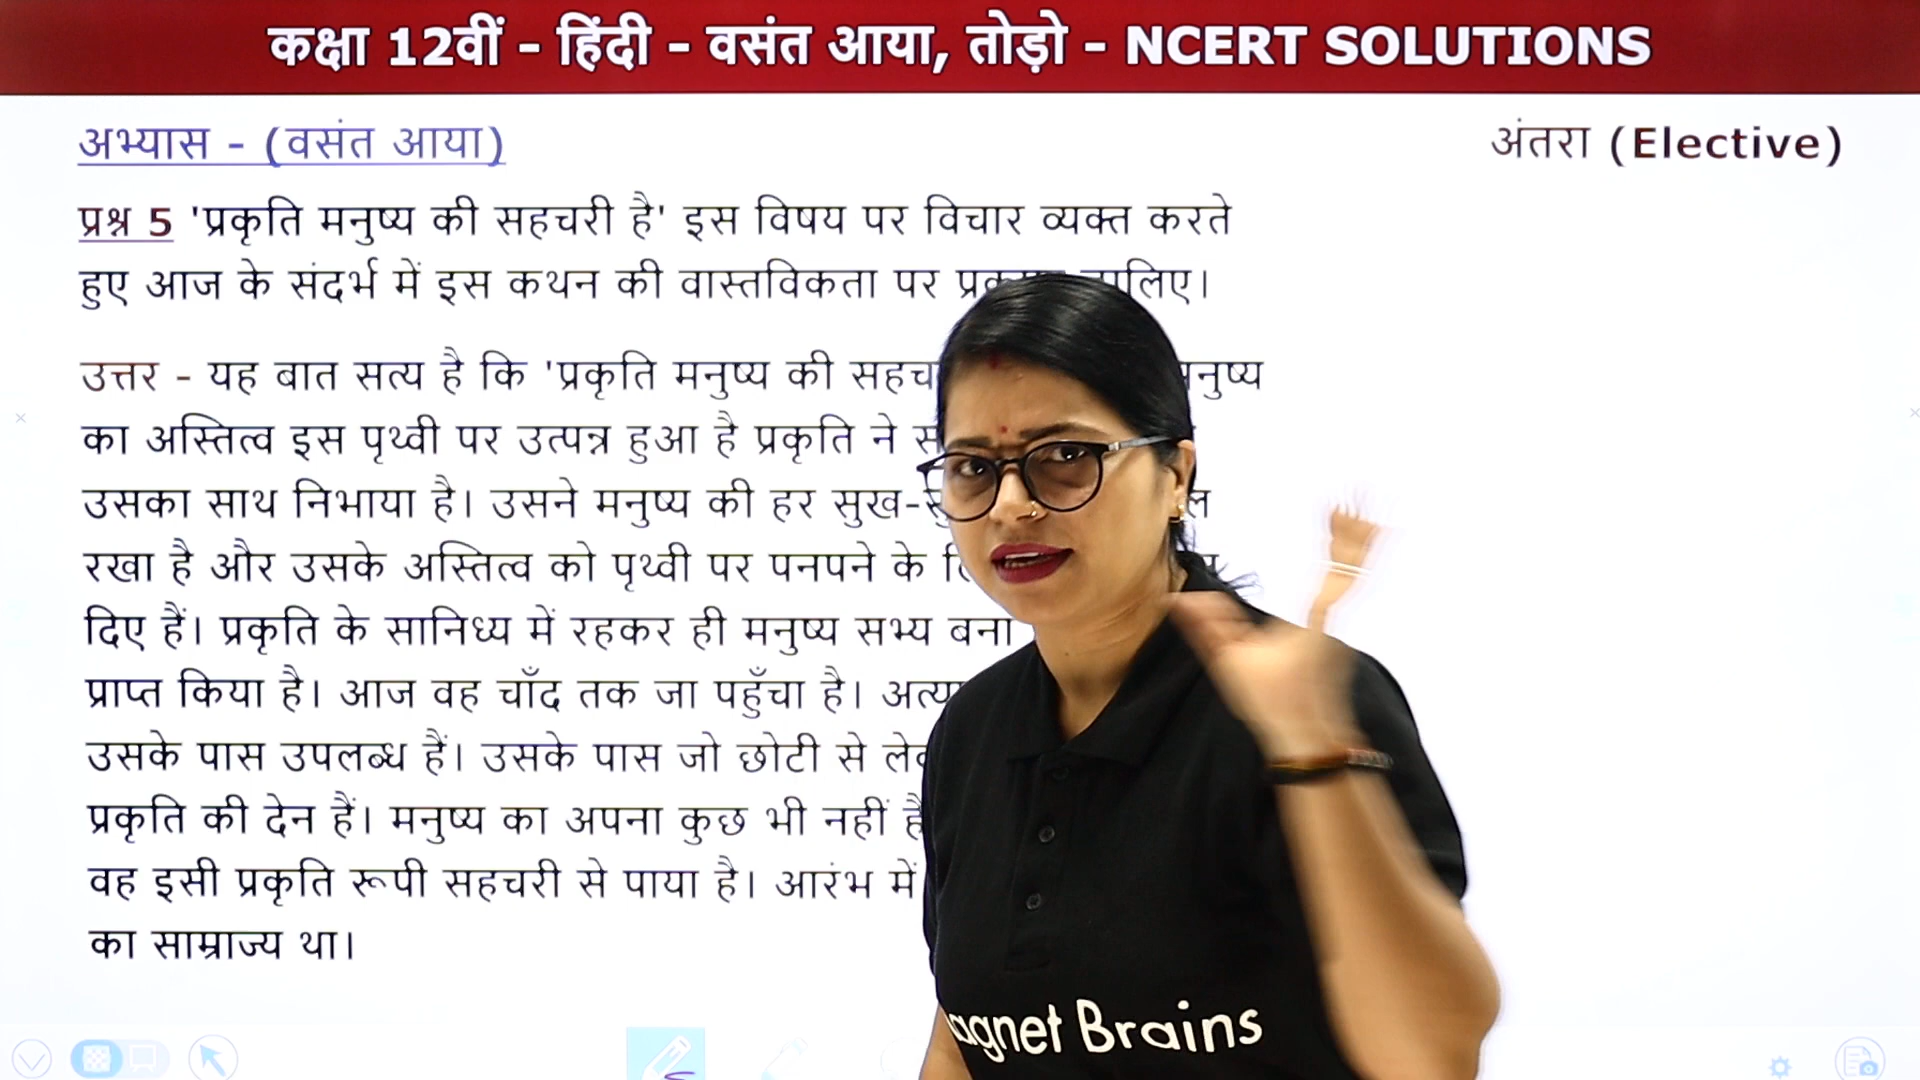 कक्षा 12वीं - हिंदी - वसंत आया, तोड़ो - NCERT SOLUTIONS
अभ्यास - (वसंत आया)
अंतरा (Elective)
प्रश्न 5 'प्रकृति मनुष्य की सहचरी है' इस विषय पर विचार व्यक्त करते
हुए आज के संदर्भ में इस कथन की वास्तविकता पर
उत्तर - यह बात सत्य है कि 'प्रकृति मनुष्य की
का अस्तित्व इस पृथ्वी पर उत्पन्न हुआ है प्रकृति ने
उसका साथ निभाया है। उसने मनुष्य की हर
रखा है और उसके अस्तित्व को पृथ्वी पर पनपने के
दिए हैं। प्रकृति के सानिध्य में रहकर ही मनुष्य सभ्य बना
प्राप्त किया है। आज वह चाँद तक जा पहुँचा है।
उसके पास उपलब्ध हैं। उसके पास जो छोटी से
प्रकृति की देन हैं। मनुष्य का अपना कुछ भी नहीं
वह इसी प्रकृति रूपी सहचरी से पाया है। आरंभ में
का साम्राज्य था।
Brains